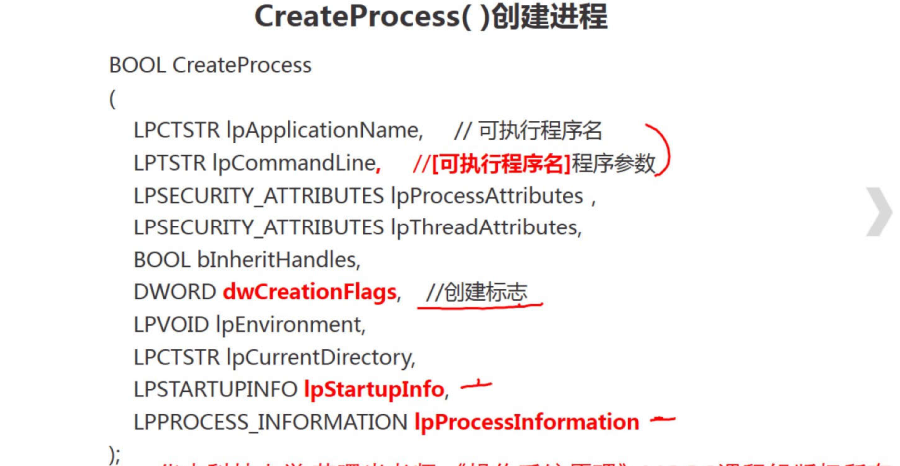 CreateProcess( )创建进程
BOOL CreateProcess
(
LPCTSTR lpApplicationName, // 可执行程序名
LPTSTR lpCommandLine, //[可执行程序名]程序参数
LPSECURITY_ATTRIBUTES lpProcessAttributes ,
LPSECURITY_ATTRIBUTES lpThreadAttributes,
BOOL bInheritHandles,
DWORD dwCreationFlags, //创建标志
LPVOID lpEnvironment,
LPCTSTR lpCurrentDirectory,
LPSTARTUPINFO lpStartupInfo,
LPPROCESS_INFORMATION lpProcessInformation
);